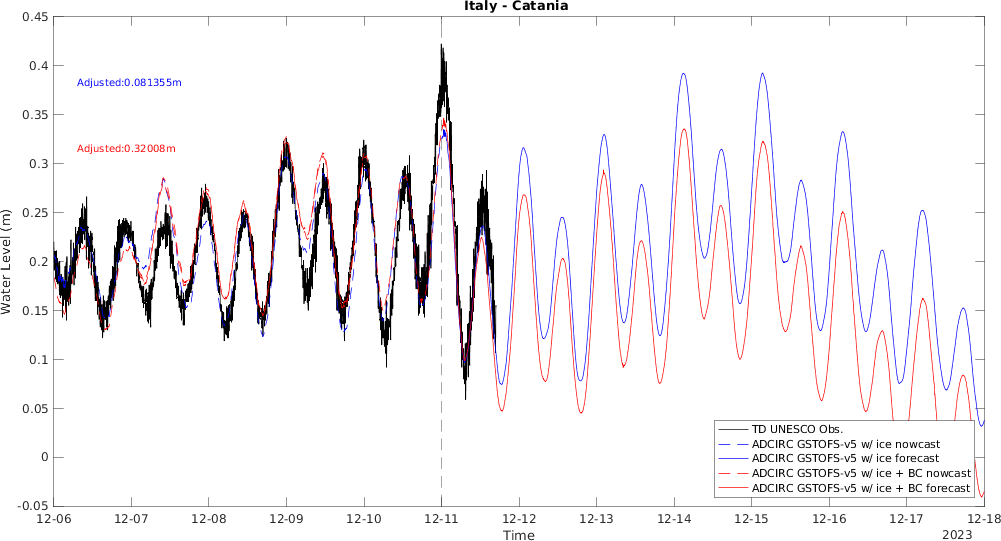 Italy - Catania
Adjusted:0.081355m
Adjusted:0.32008m
Water Level (m)
0.45
0.4
0.35
0.3
0.25
0.2
0.15
0.1
0.05
0
-0.05
TD UNESCO Obs.
ADCIRC GSTOFS-v5 w/ ice nowcast
ADCIRC GSTOFS-v5 w/ ice forecast
ADCIRC GSTOFS-v5 w/ ice + BC nowcast
ADCIRC GSTOFS-v5 w/ ice + BC forecast
12-06 12-07 12-08 12-09 12-10 12-11 12-12 12-13 12-14 12-15 12-16 12-17 12-18
Time
2023